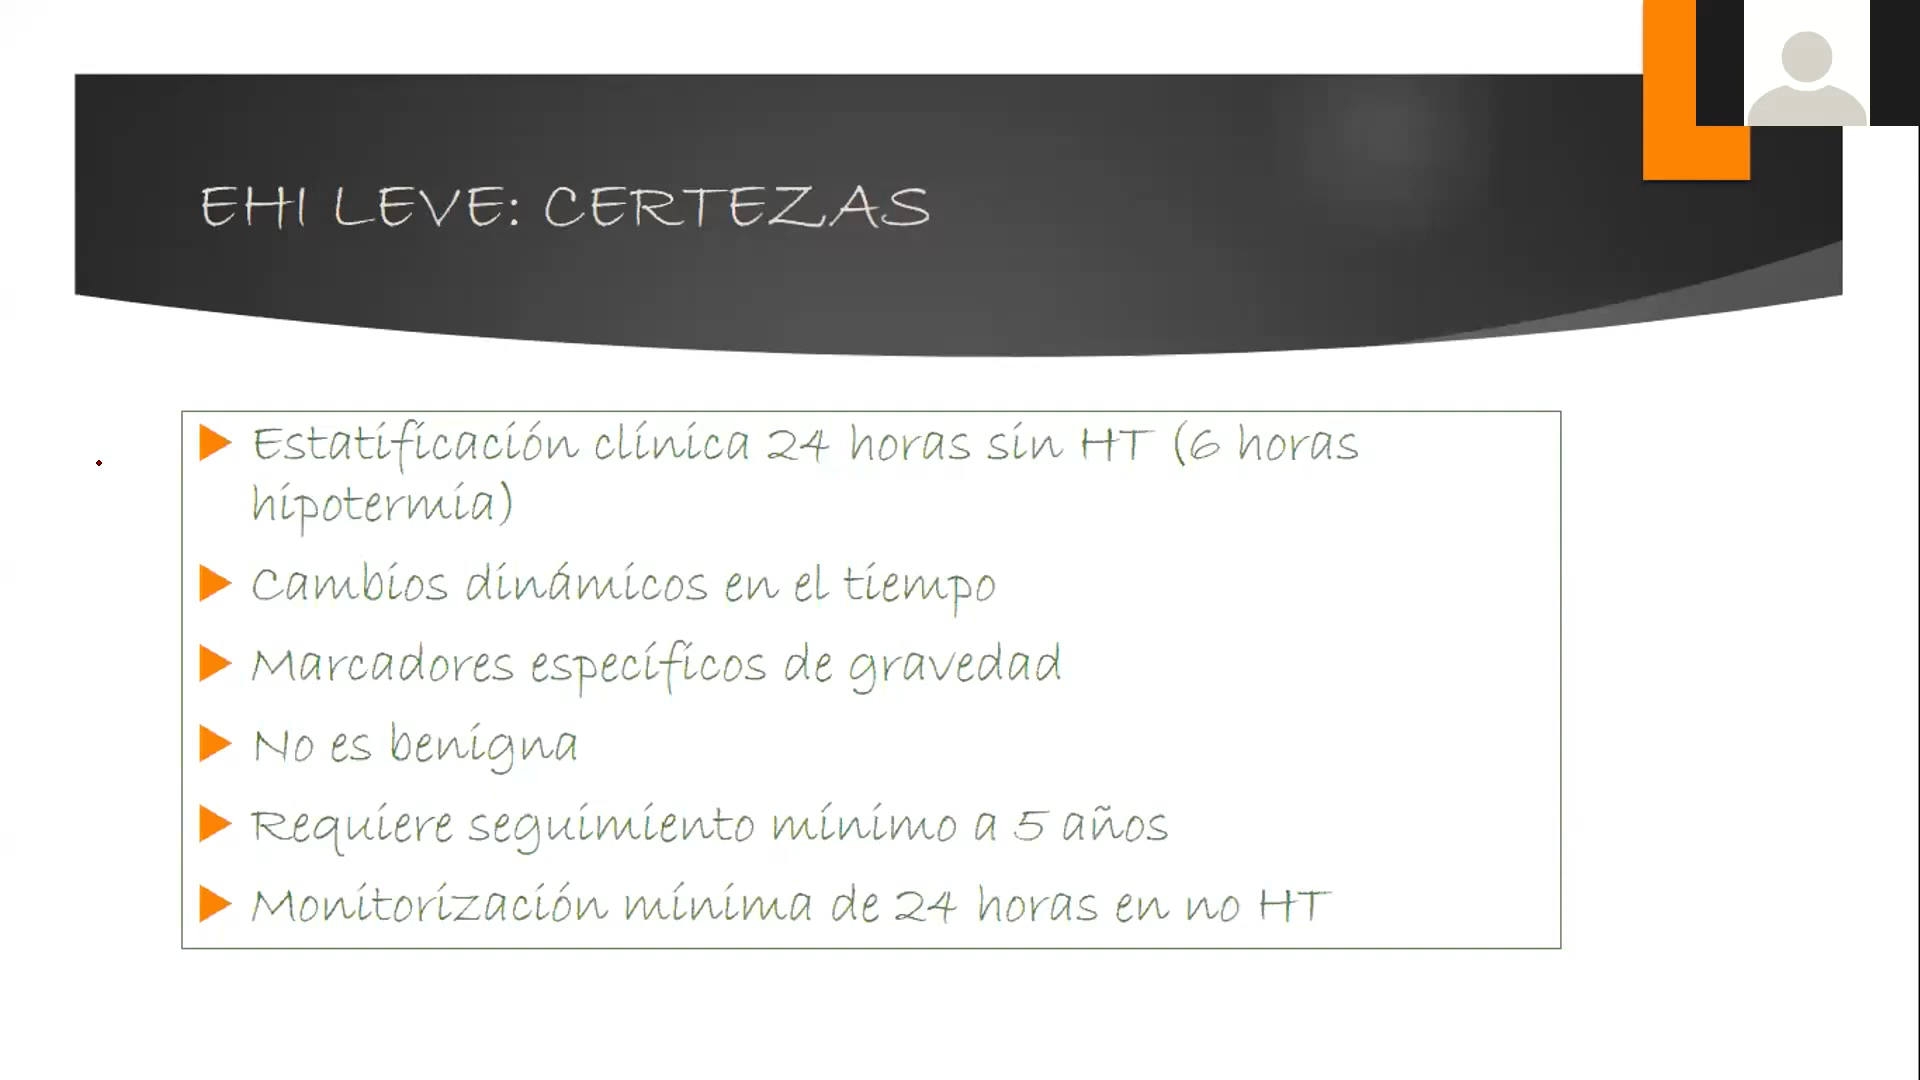 EHI LEVE: CERTEZAS
Estatificación clínica 24 horas sin HT (6 horas
hipotermia)
Cambios dinámicos en el tiempo
Marcadores específicos de gravedad
No es benigna
Requiere seguimiento mínimo a 5 años
Monitorización mínima de 24 horas en no HT